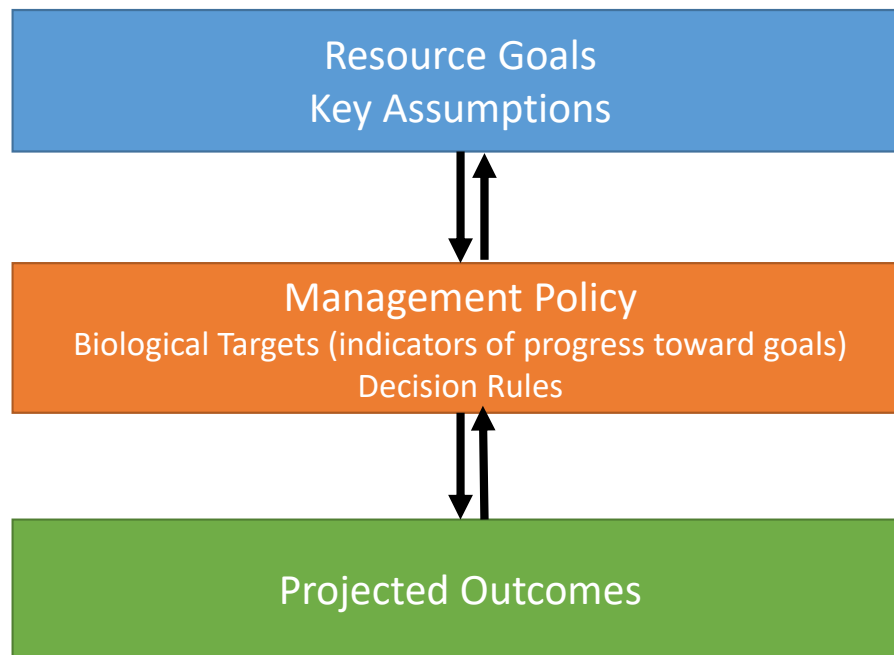 Resource Goals
Key Assumptions
Management Policy
Biological Targets (indicators of progress toward goals)
Decision Rules
Projected Outcomes